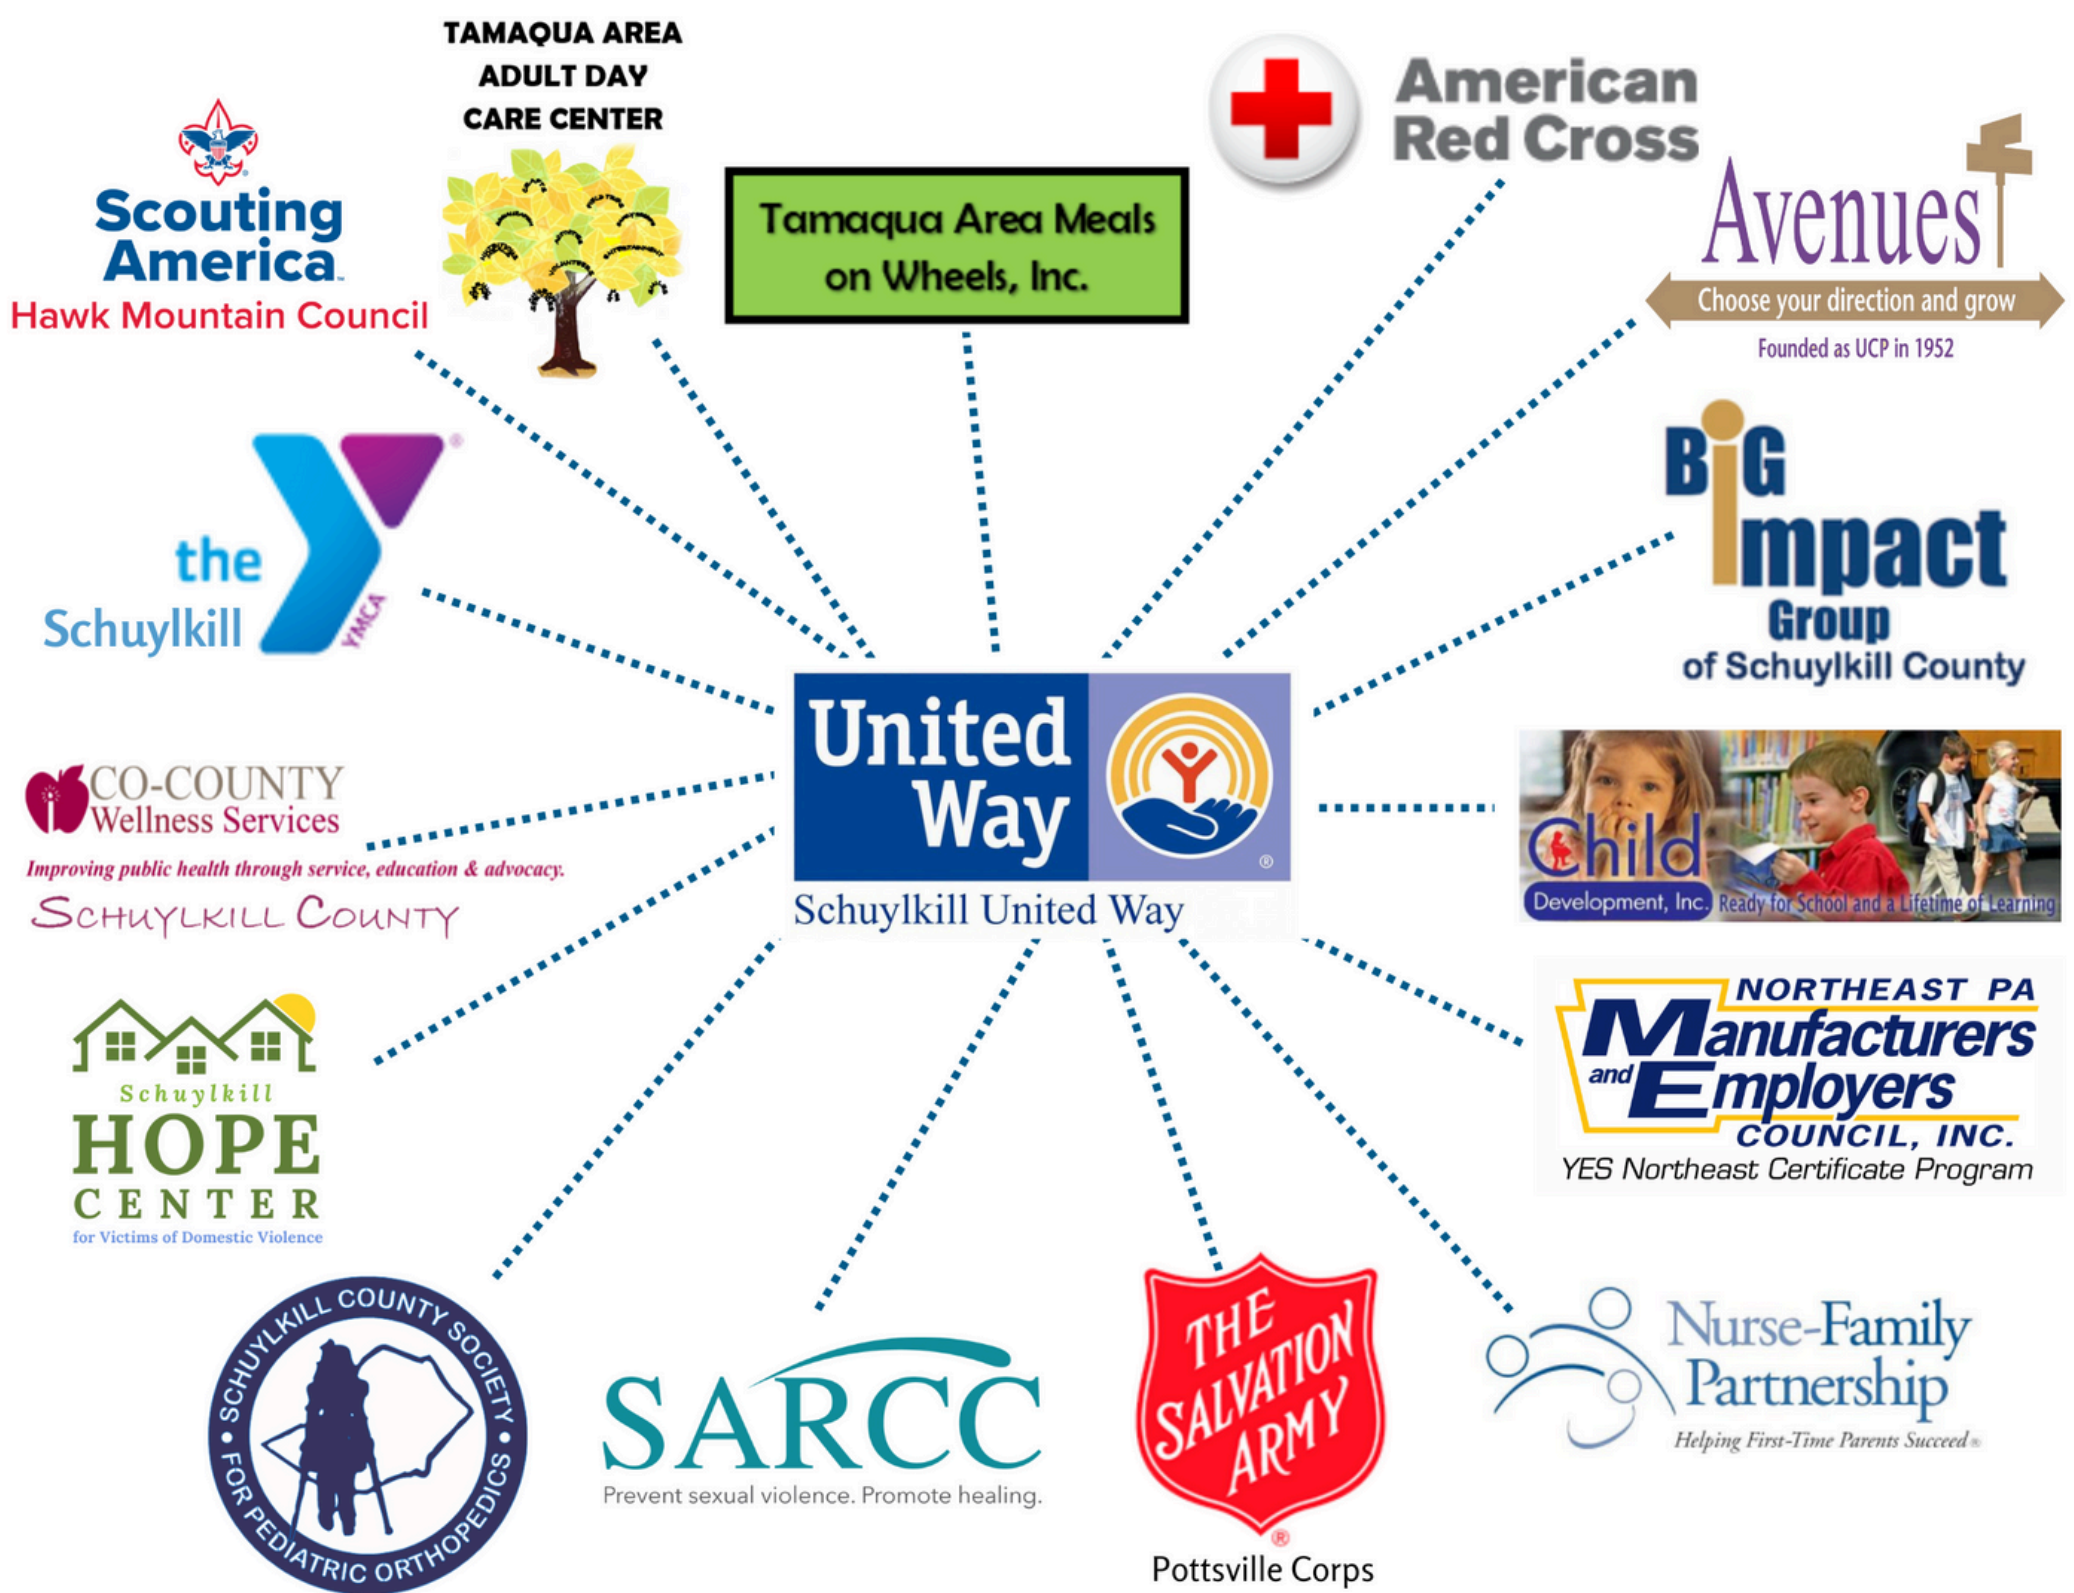 TAMAQUA AREA
ADULT DAY
CARE CENTER
VOLUNTEERS
ENTERTAINMENT
Scouting
America™
Hawk Mountain Council
Tamaqua Area Meals
on Wheels, Inc.
American
Red Cross
Avenues
Choose your direction and grow
Founded as UCP in 1952
the
Schuylkill
YMCA
®
BiG
impact
Group
of Schuylkill County
United
Way
®
Schuylkill United Way
CO-COUNTY
Wellness Services
Improving public health through service, education & advocacy.
SCHUYLKILL COUNTY
Child
Development, Inc.
Ready for School and a Lifetime of Learning
Schuylkill
HOPE
CENTER
for Victims of Domestic Violence
NORTHEAST PA
Manufacturers
and Employers
COUNCIL, INC.
YES Northeast Certificate Program
SCHUYLKILL COUNTY SOCIETY
• FOR PEDIATRIC ORTHOPEDICS •
SARCC
Prevent sexual violence. Promote healing.
THE
SALVATION
ARMY
®
Pottsville Corps
Nurse-Family
Partnership
Helping First-Time Parents Succeed®